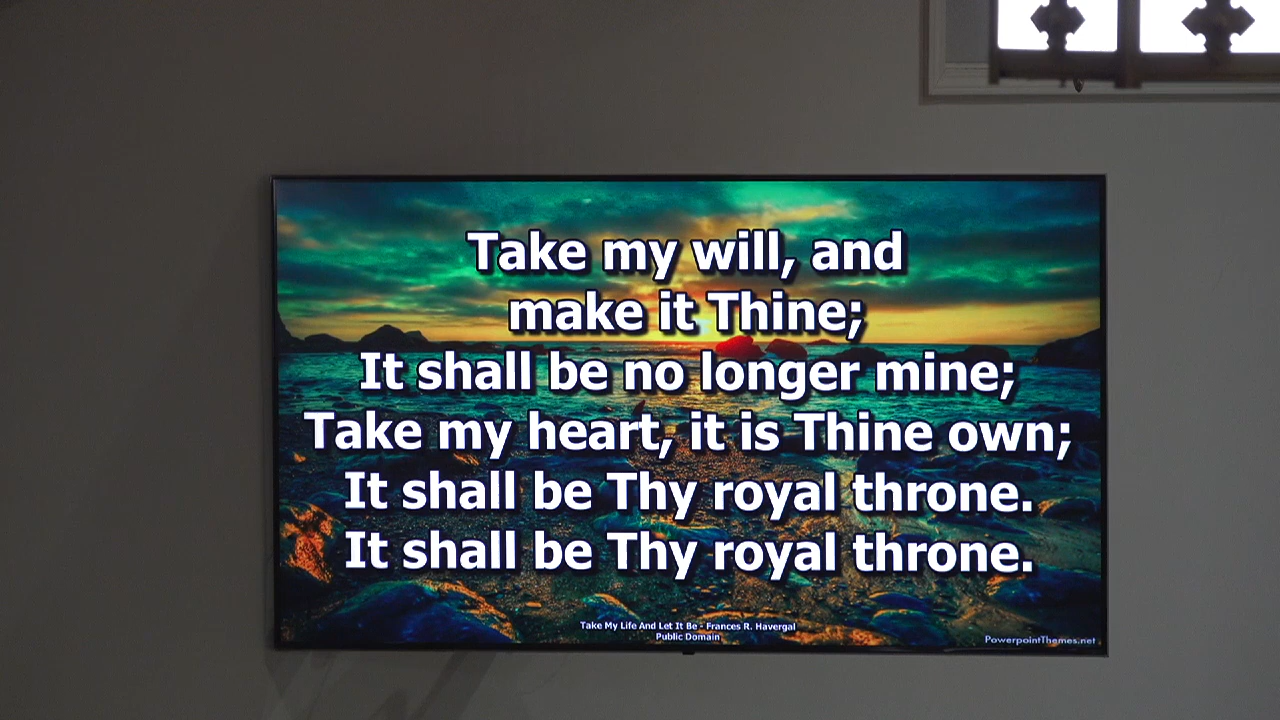 Take my will, and
make it Thine;
It shall be no longer mine;
Take my heart, it is Thine own;
It shall be Thy royal throne.
It shall be Thy royal throne.
Take My Life And Let It Be - Frances R. Havergal
Public Domain
PowerpointThemes.net